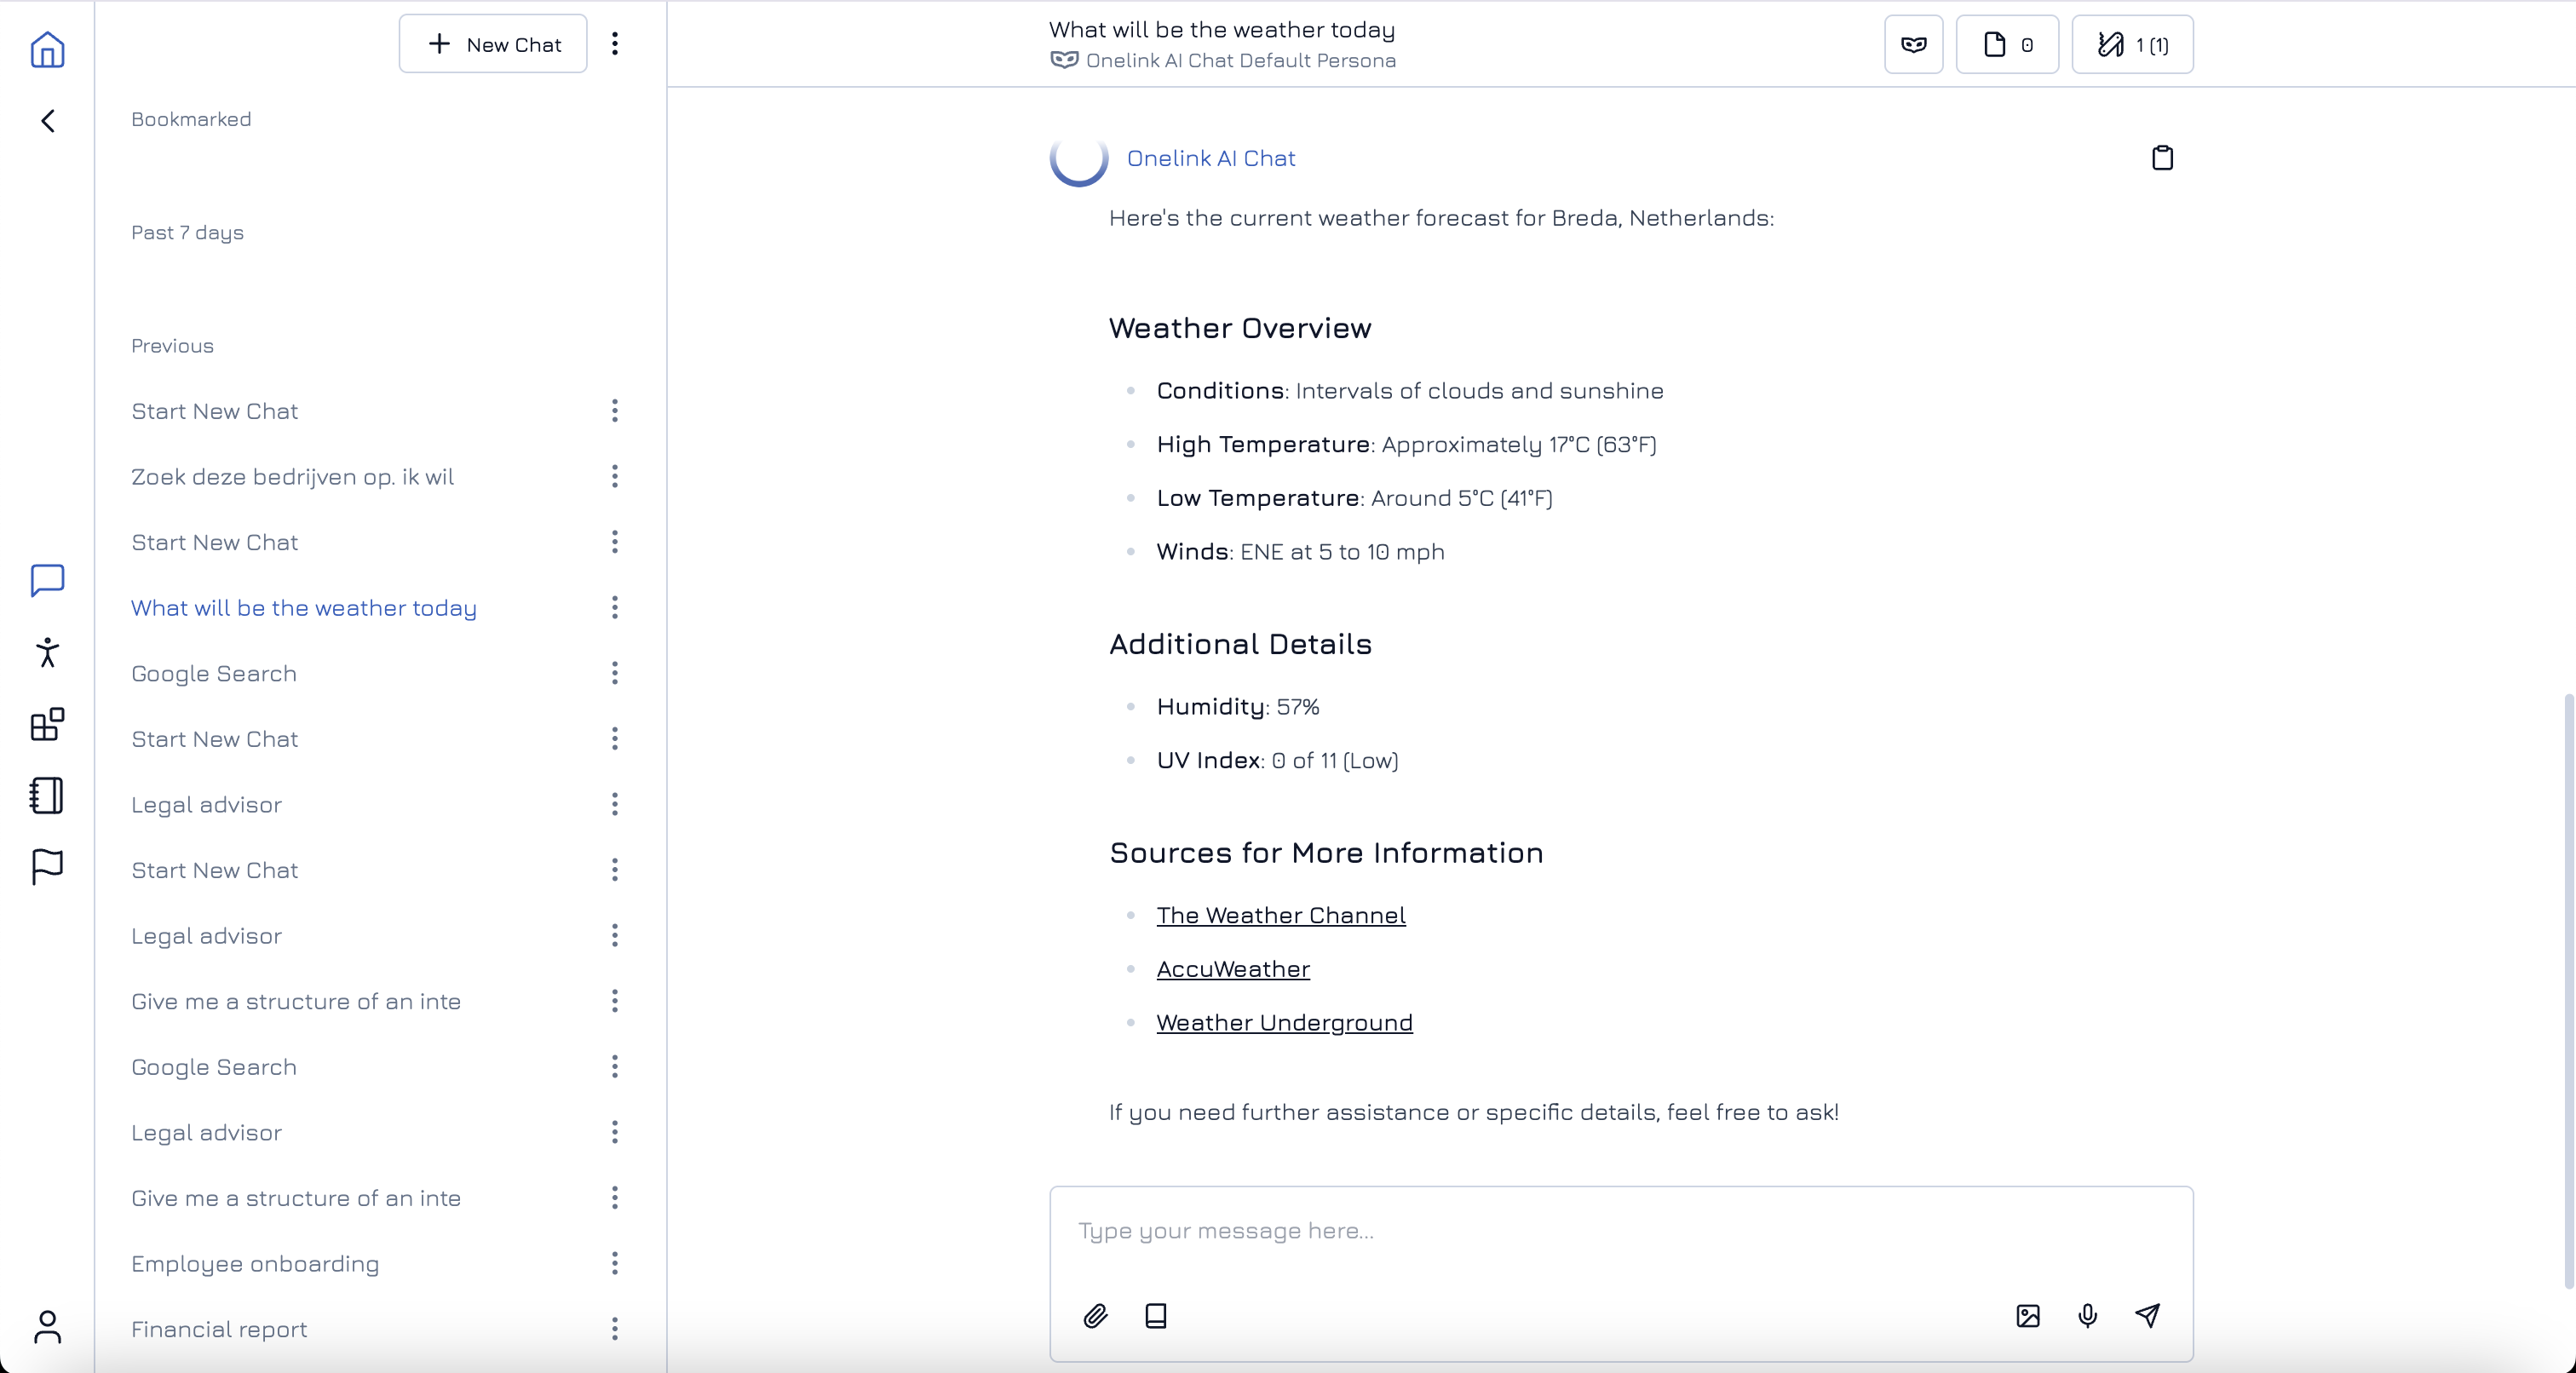 New Chat
Bookmarked
Past 7 days
Previous
Start New Chat
Zoek deze bedrijven op. ik wil
Start New Chat
What will be the weather today
Google Search
Start New Chat
Legal advisor
Start New Chat
Legal advisor
Give me a structure of an inte
Google Search
Legal advisor
Give me a structure of an inte
Employee onboarding
Financial report
What will be the weather today
Onelink AI Chat Default Persona
0
1 (1)
Onelink AI Chat
Here's the current weather forecast for Breda, Netherlands:
Weather Overview
Conditions: Intervals of clouds and sunshine
High Temperature: Approximately 17°C (63°F)
Low Temperature: Around 5°C (41°F)
Winds: ENE at 5 to 10 mph
Additional Details
Humidity: 57%
UV Index: 0 of 11 (Low)
Sources for More Information
The Weather Channel
AccuWeather
Weather Underground
If you need further assistance or specific details, feel free to ask!
Type your message here...